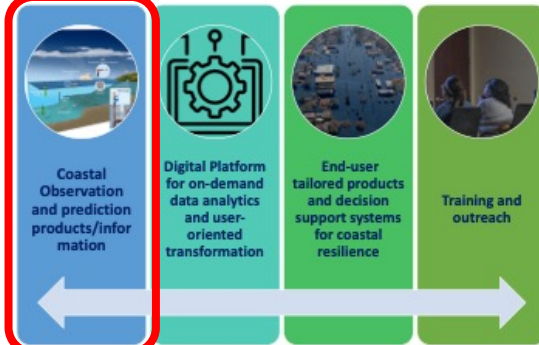 Coastal
Observation
and prediction
products/infor
mation
Digital Platform
for on-demand
data analytics
and user-
oriented
transformation
End-user
tailored products
and decision
support systems
for coastal
resilience
Training and
outreach